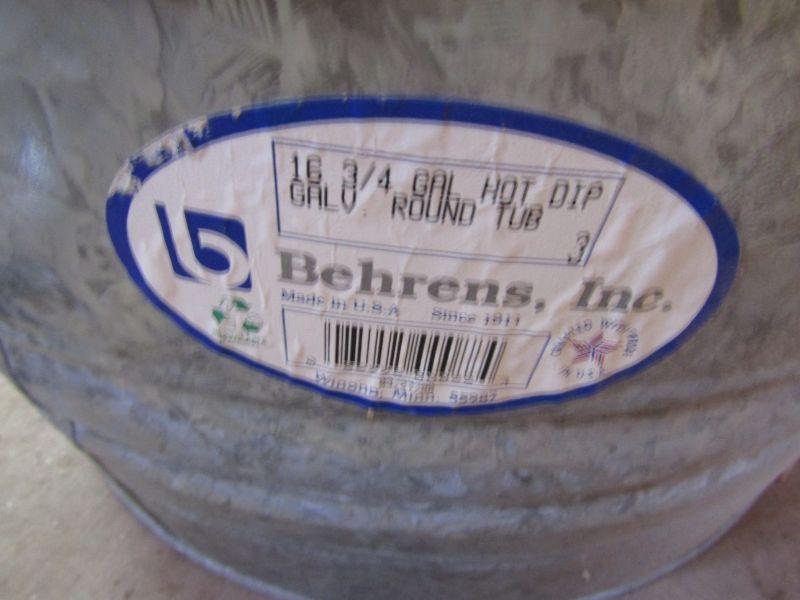 16 3/4 GAL HOT DIP
GALV. ROUND TUB
3
Behrens, Inc.
Made in U.S.A Since 1911
Winona, Minn. 55987